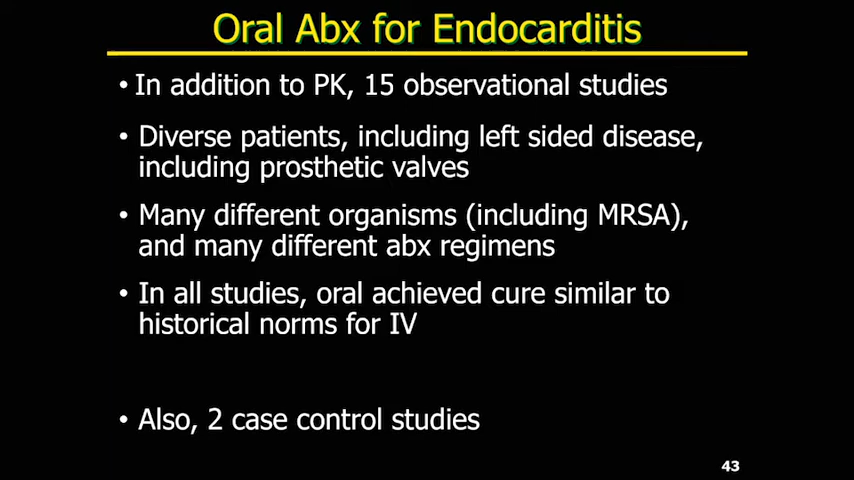 Oral Abx for Endocarditis
• In addition to PK, 15 observational studies
• Diverse patients, including left sided disease,
including prosthetic valves
• Many different organisms (including MRSA),
and many different abx regimens
• In all studies, oral achieved cure similar to
historical norms for IV
• Also, 2 case control studies
43